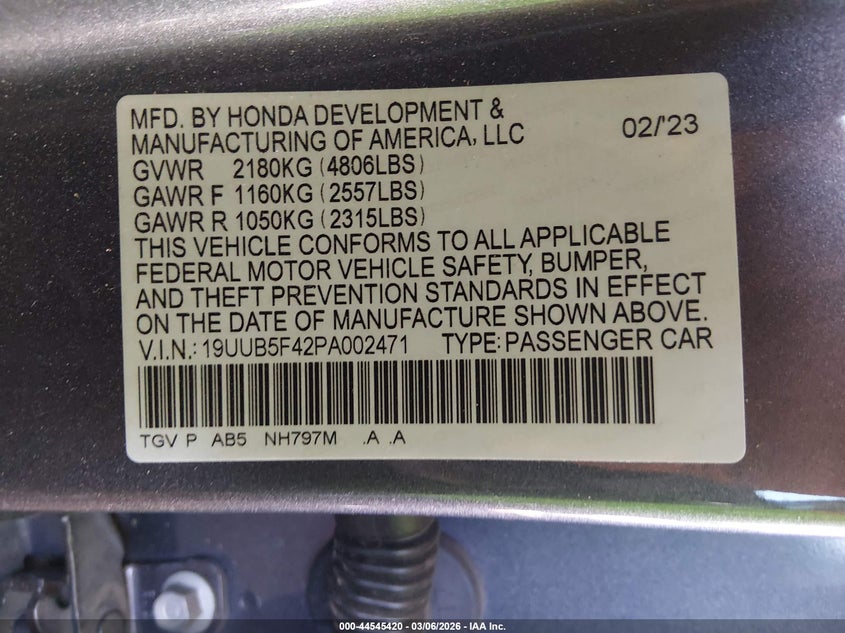 MFD. BY HONDA DEVELOPMENT &
MANUFACTURING OF AMERICA, LLC 02/'23
GVWR 2180KG (4806LBS)
GAWR F 1160KG (2557LBS)
GAWR R 1050KG (2315LBS)
THIS VEHICLE CONFORMS TO ALL APPLICABLE
FEDERAL MOTOR VEHICLE SAFETY, BUMPER,
AND THEFT PREVENTION STANDARDS IN EFFECT
ON THE DATE OF MANUFACTURE SHOWN ABOVE.
V.I.N.: 19UUB5F42PA002471 TYPE: PASSENGER CAR
TGV P AB5 NH797M .A .A
000-44545420 | 03/06/2026 | IAA Inc.